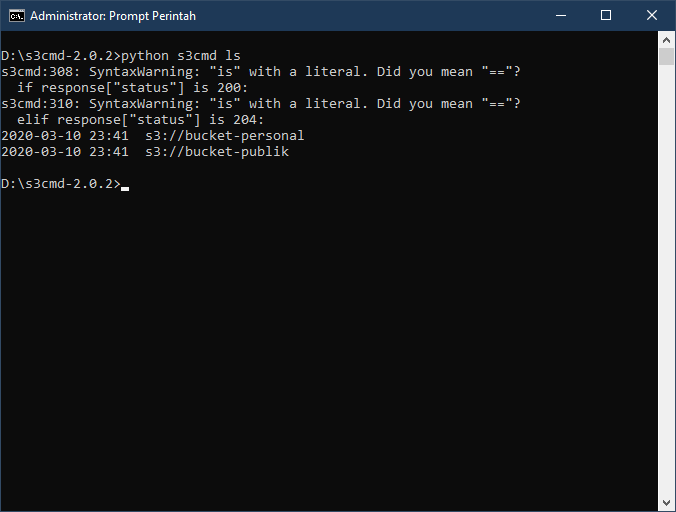 Administrator: Prompt Perintah
D:\s3cmd-2.0.2>python s3cmd ls
s3cmd:308: SyntaxWarning: "is" with a literal. Did you mean "=="?
  if response["status"] is 200:
s3cmd:310: SyntaxWarning: "is" with a literal. Did you mean "=="?
  elif response["status"] is 204:
2020-03-10 23:41  s3://bucket-personal
2020-03-10 23:41  s3://bucket-publik
D:\s3cmd-2.0.2>